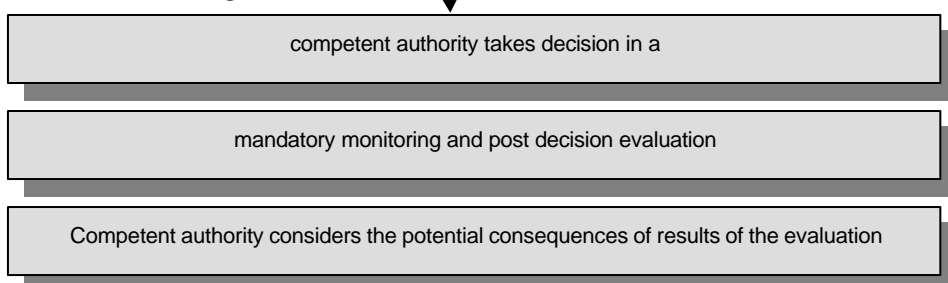 competent authority takes decision in a
mandatory monitoring and post decision evaluation
Competent authority considers the potential consequences of results of the evaluation